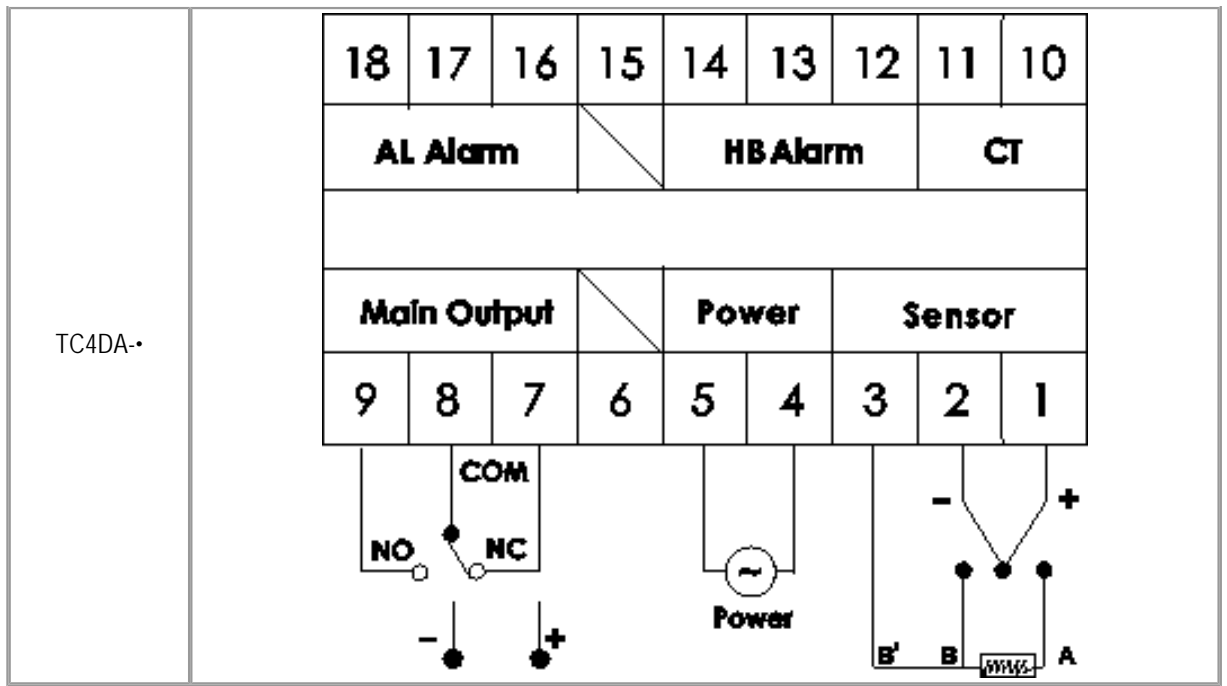 18 17 16 15 14 13 12 11 10
AL Alarm HB Alarm CT
TC4DA-•
Main Output Power Sensor
9 8 7 6 5 4 3 2 1
COM
- +
NO NC
~
Power
- +
B' B A